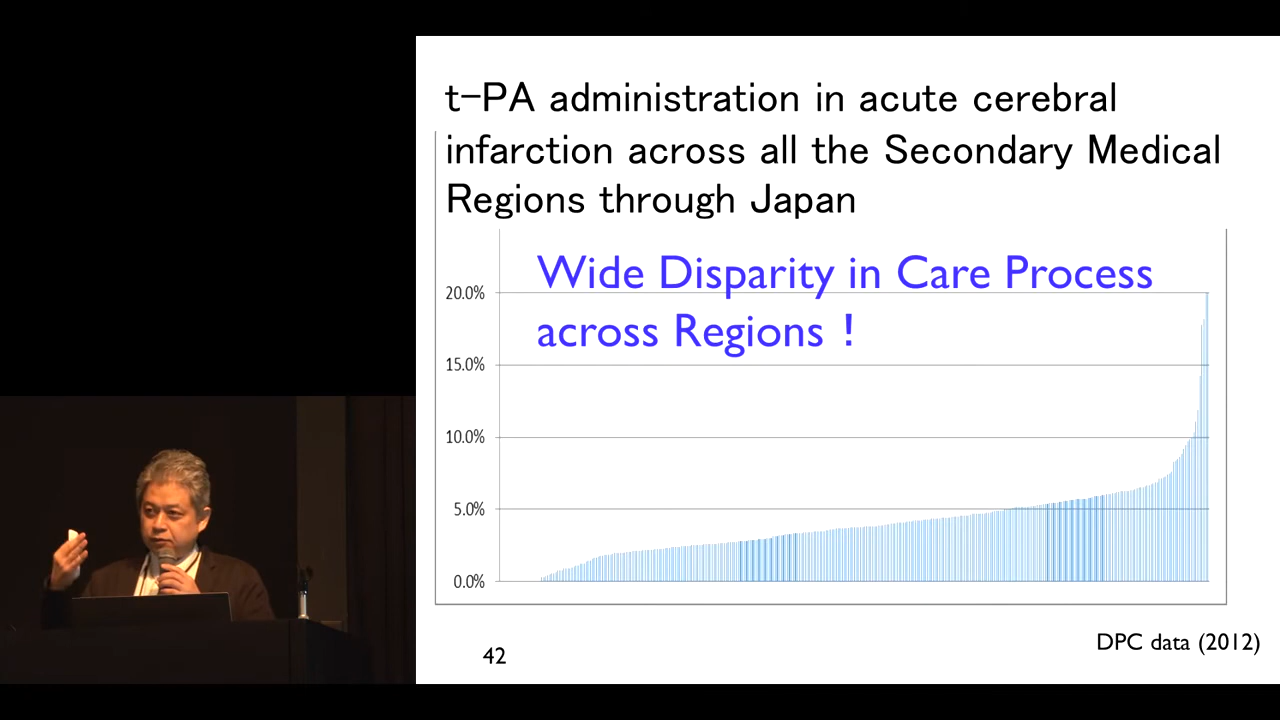 t-PA administration in acute cerebral
infarction across all the Secondary Medical
Regions through Japan
Wide Disparity in Care Process
across Regions !
20.0%
15.0%
10.0%
5.0%
0.0%
DPC data (2012)
42